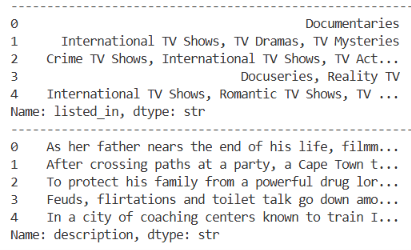 --------------------------------------------------
0                                    Documentaries
1      International TV Shows, TV Dramas, TV Mysteries
2    Crime TV Shows, International TV Shows, TV Act...
3                               Docuseries, Reality TV
4    International TV Shows, Romantic TV Shows, TV ...
Name: listed_in, dtype: str
--------------------------------------------------
0    As her father nears the end of his life, filmm...
1    After crossing paths at a party, a Cape Town t...
2    To protect his family from a powerful drug lor...
3    Feuds, flirtations and toilet talk go down amo...
4    In a city of coaching centers known to train I...
Name: description, dtype: str